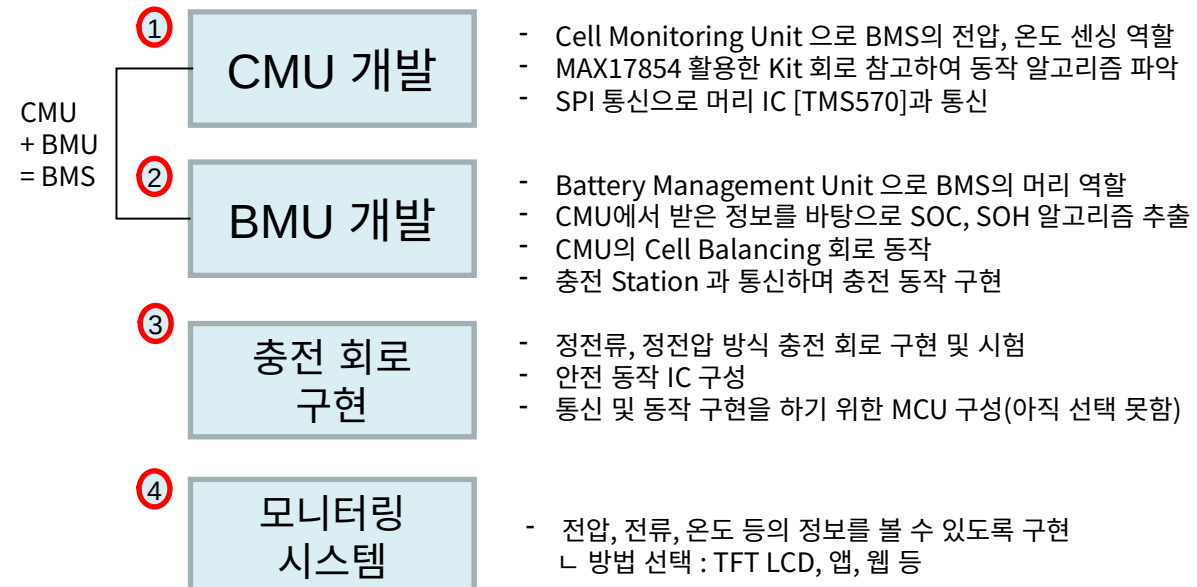 CMU
+ BMU
= BMS
1
CMU 개발
- Cell Monitoring Unit 으로 BMS의 전압, 온도 센싱 역할
- MAX17854 활용한 Kit 회로 참고하여 동작 알고리즘 파악
- SPI 통신으로 머리 IC [TMS570]과 통신
2
BMU 개발
- Battery Management Unit 으로 BMS의 머리 역할
- CMU에서 받은 정보를 바탕으로 SOC, SOH 알고리즘 추출
- CMU의 Cell Balancing 회로 동작
- 충전 Station 과 통신하며 충전 동작 구현
3
충전 회로
구현
- 정전류, 정전압 방식 충전 회로 구현 및 시험
- 안전 동작 IC 구성
- 통신 및 동작 구현을 하기 위한 MCU 구성(아직 선택 못함)
4
모니터링
시스템
- 전압, 전류, 온도 등의 정보를 볼 수 있도록 구현
ㄴ 방법 선택 : TFT LCD, 앱, 웹 등